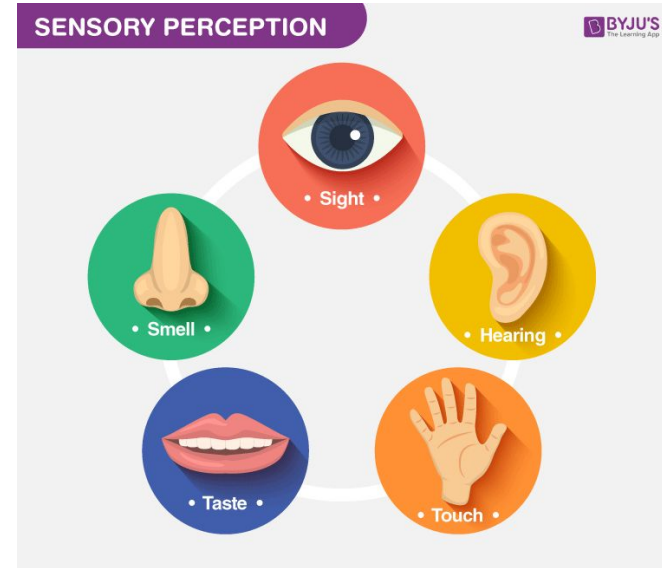 SENSORY PERCEPTION
B BYJU'S
The Learning App
• Sight •
• Smell •
• Hearing •
• Taste •
• Touch •